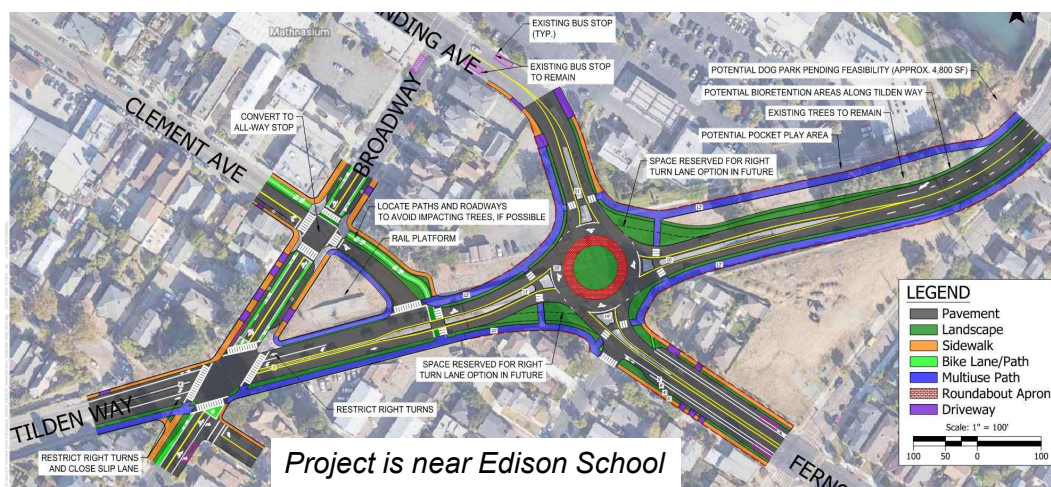 NDING AVE
EXISTING BUS STOP
(TYP.)
Mathnasium
EXISTING BUS STOP
TO REMAIN
POTENTIAL DOG PARK PENDING FEASIBILITY (APPROX. 4,800 SF)
POTENTIAL BIORETENTION AREAS ALONG TILDEN WAY
EXISTING TREES TO REMAIN
POTENTIAL POCKET PLAY AREA
CLEMENT AVE
CONVERT TO
ALL-WAY STOP
BROADWAY
SPACE RESERVED FOR RIGHT
TURN LANE OPTION IN FUTURE
LOCATE PATHS AND ROADWAYS
TO AVOID IMPACTING TREES, IF POSSIBLE
RAIL PLATFORM
12'
12'
12'
10'
SPACE RESERVED FOR RIGHT
TURN LANE OPTION IN FUTURE
RESTRICT RIGHT TURNS
TILDEN WAY
RESTRICT RIGHT TURNS
AND CLOSE SLIP LANE
FERNS
Project is near Edison School
LEGEND
Pavement
Landscape
Sidewalk
Bike Lane/Path
Multiuse Path
Roundabout Apron
Driveway
Scale: 1" = 100'
100 50 0 100